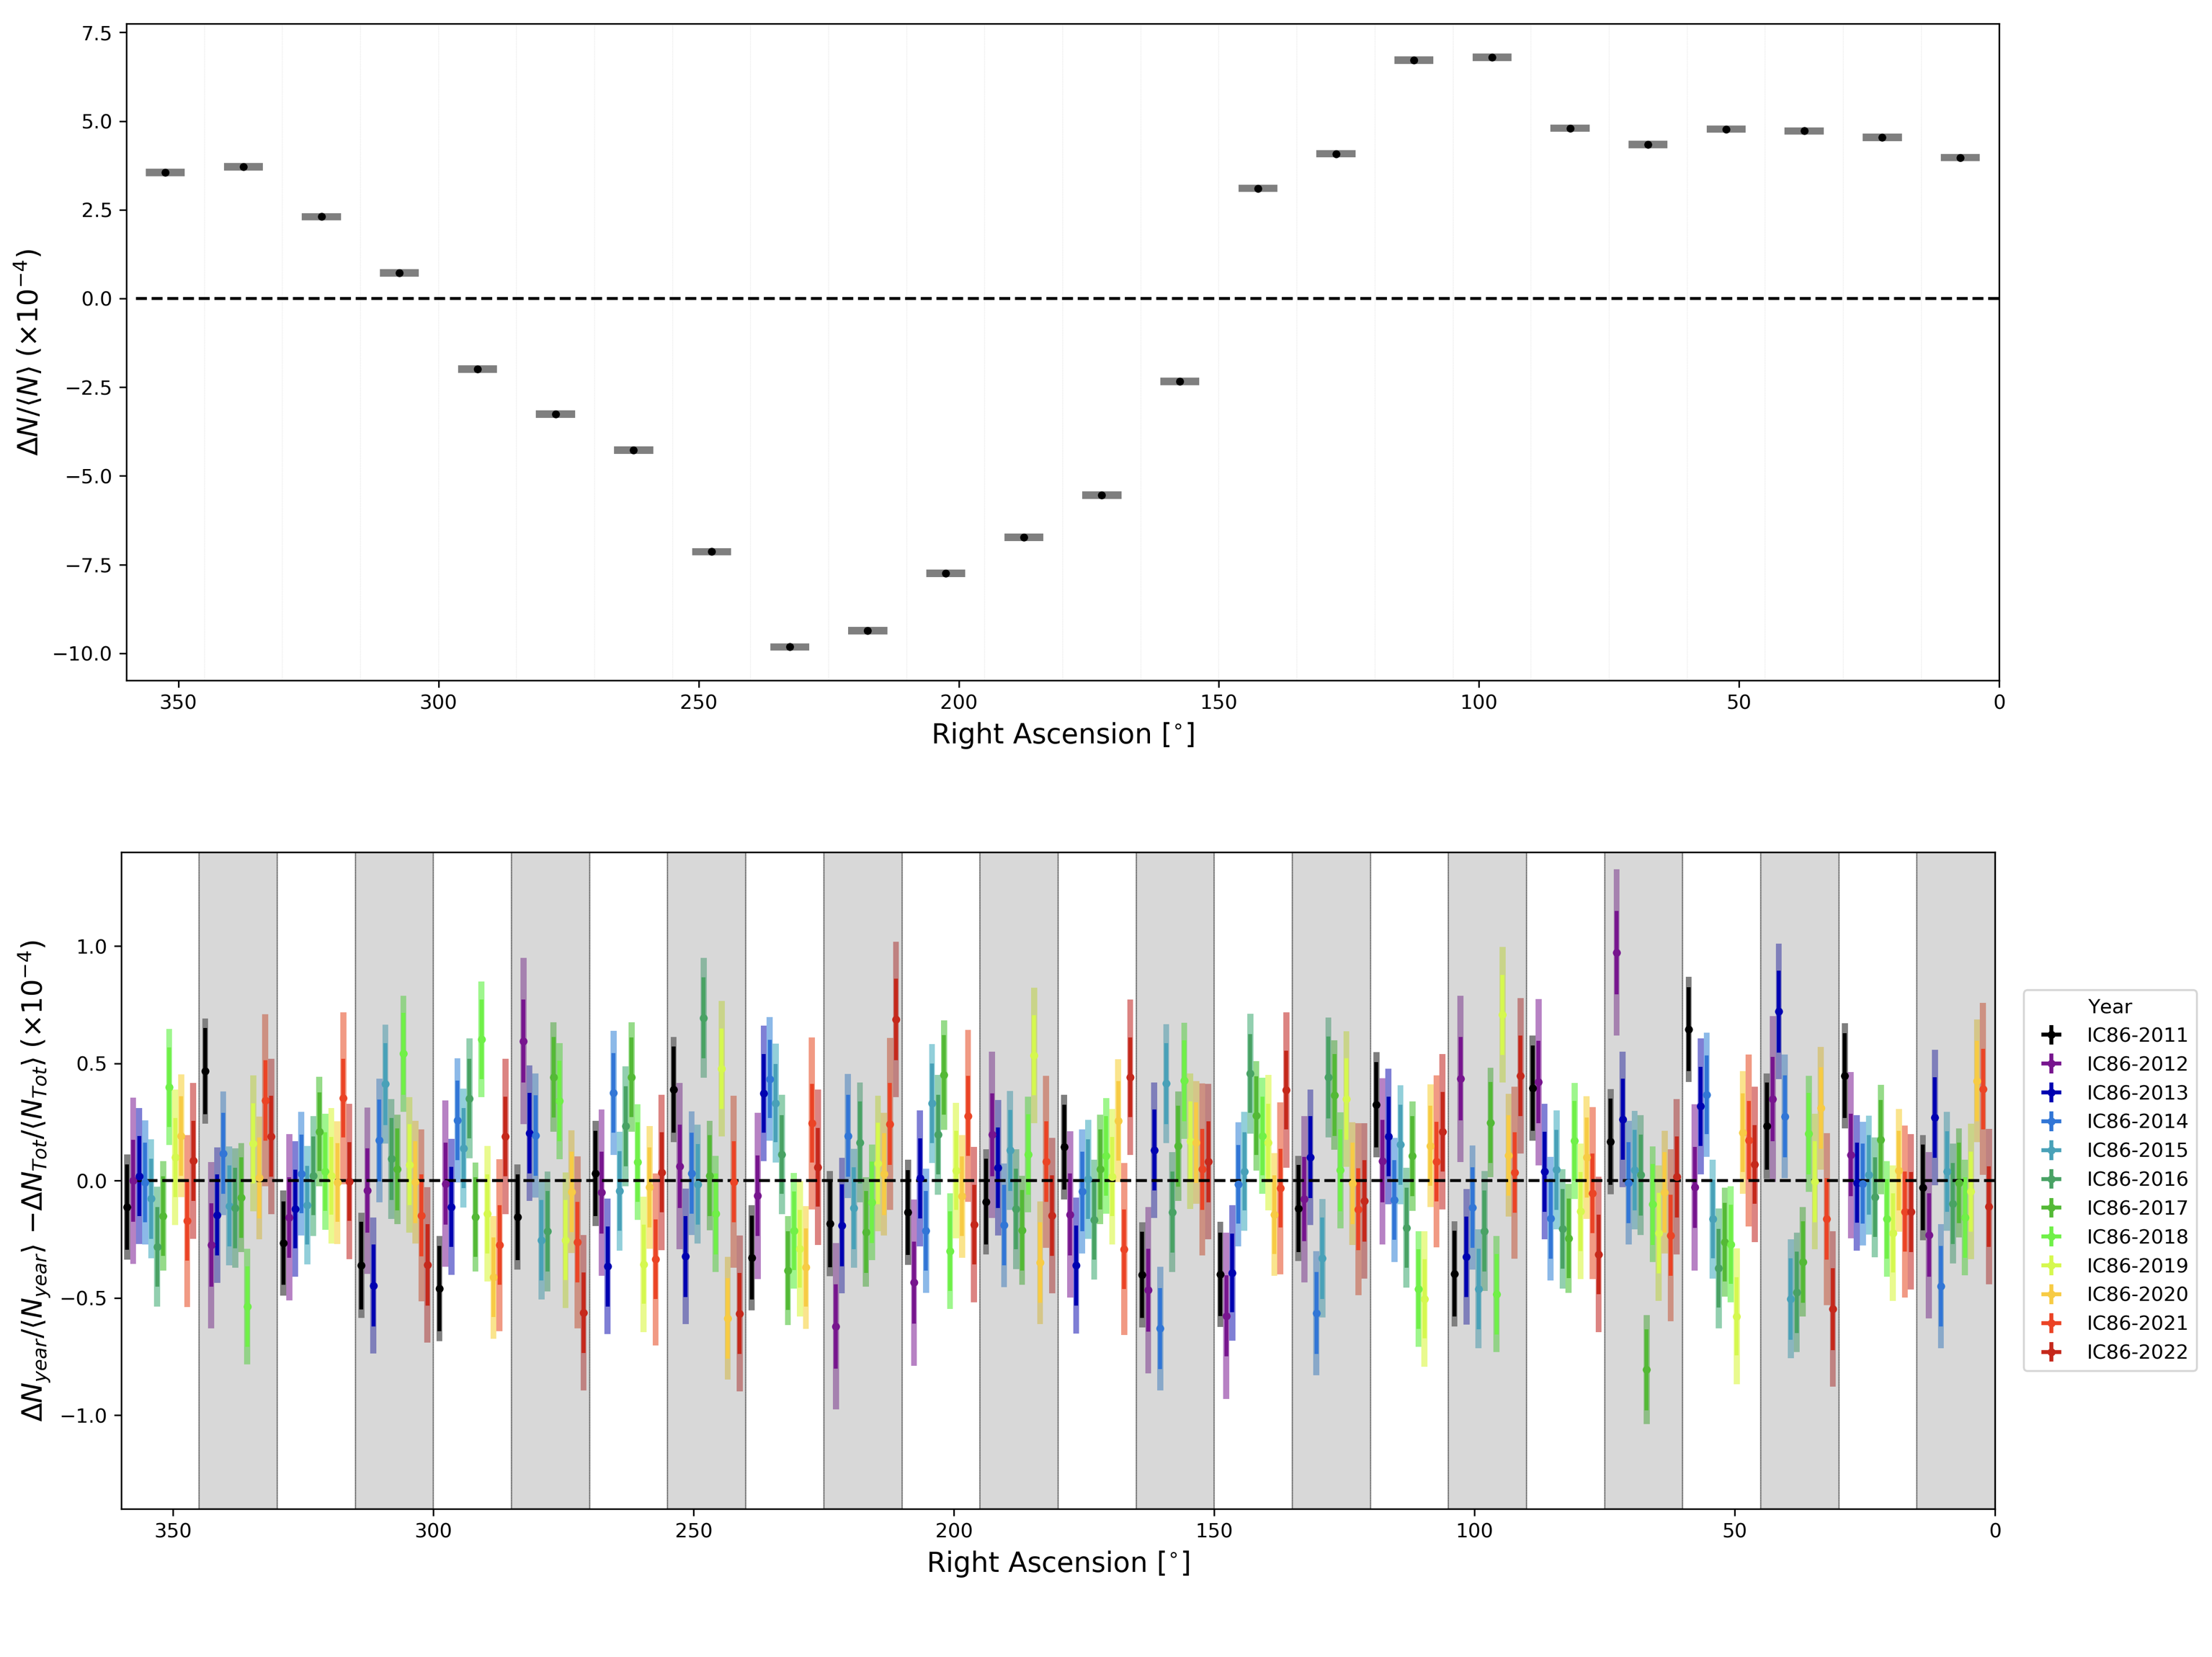 7.5
5.0
2.5
0.0
−2.5
−5.0
−7.5
−10.0
ΔN/⟨N⟩ (×10⁻⁴)
350 300 250 200 150 100 50 0
Right Ascension [°]
1.0
0.5
0.0
−0.5
−1.0
ΔN_year/⟨N_year⟩ −ΔN_Tot/⟨N_Tot⟩ (×10⁻⁴)
350 300 250 200 150 100 50 0
Right Ascension [°]
Year
IC86-2011
IC86-2012
IC86-2013
IC86-2014
IC86-2015
IC86-2016
IC86-2017
IC86-2018
IC86-2019
IC86-2020
IC86-2021
IC86-2022